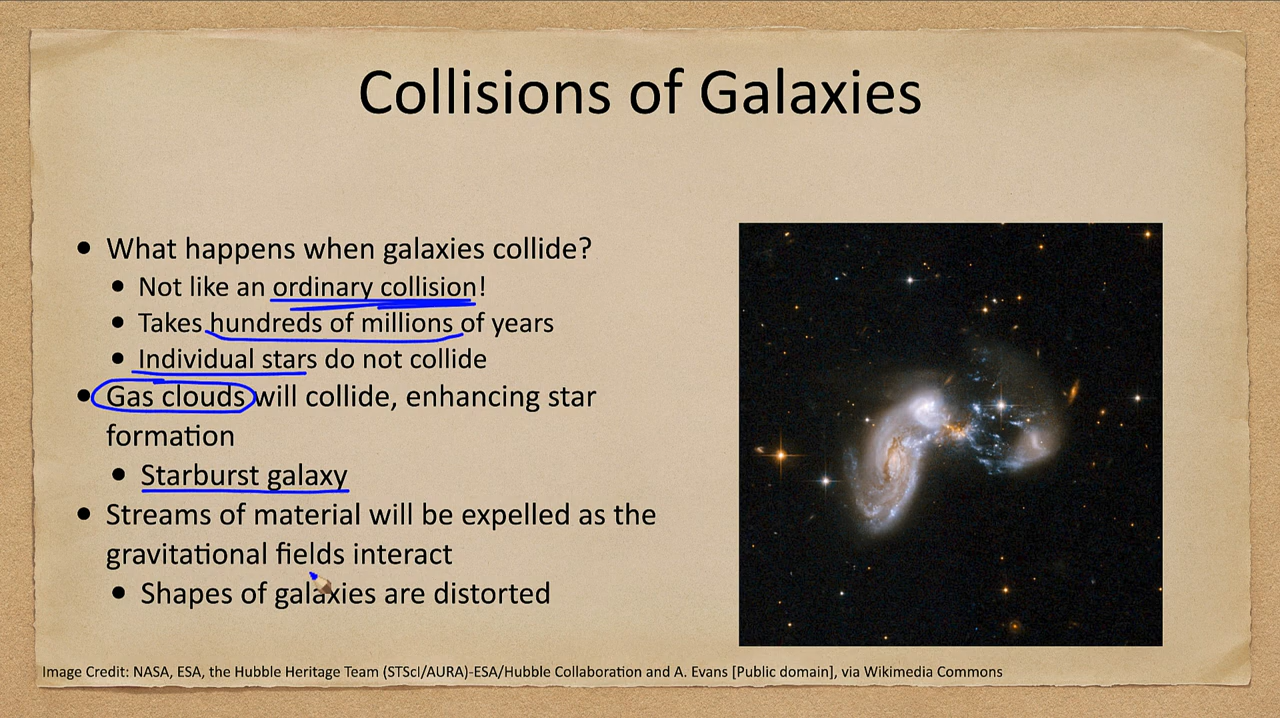 Collisions of Galaxies
• What happens when galaxies collide?
• Not like an ordinary collision!
• Takes hundreds of millions of years
• Individual stars do not collide
• Gas clouds will collide, enhancing star
formation
• Starburst galaxy
• Streams of material will be expelled as the
gravitational fields interact
• Shapes of galaxies are distorted
Image Credit: NASA, ESA, the Hubble Heritage Team (STScI/AURA)-ESA/Hubble Collaboration and A. Evans [Public domain], via Wikimedia Commons